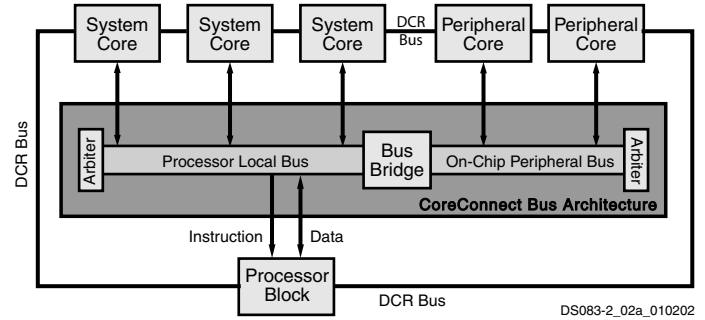 System
Core
System
Core
System
Core
DCR
Bus
Peripheral
Core
Peripheral
Core
DCR Bus
Arbiter
Processor Local Bus
Bus
Bridge
On-Chip Peripheral Bus
Arbiter
CoreConnect Bus Architecture
Instruction
Data
Processor
Block
DCR Bus
DS083-2_02a_010202